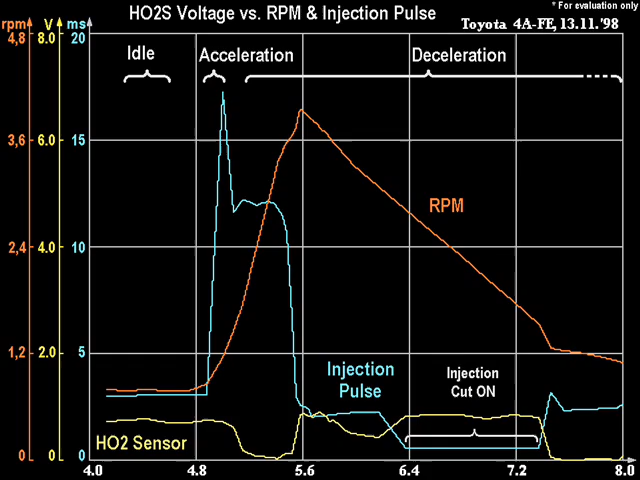 HO2S Voltage vs. RPM & Injection Pulse
* For evaluation only
Toyota 4A-FE, 13.11.'98
rpm V ms
4,8 8.0 20
Idle Acceleration Deceleration
3,6 6.0 15
RPM
2,4 4.0 10
1,2 2.0 5
Injection
Pulse
Injection
Cut ON
HO2 Sensor
0 0 0
4.0 4.8 5.6 6.4 7.2 8.0